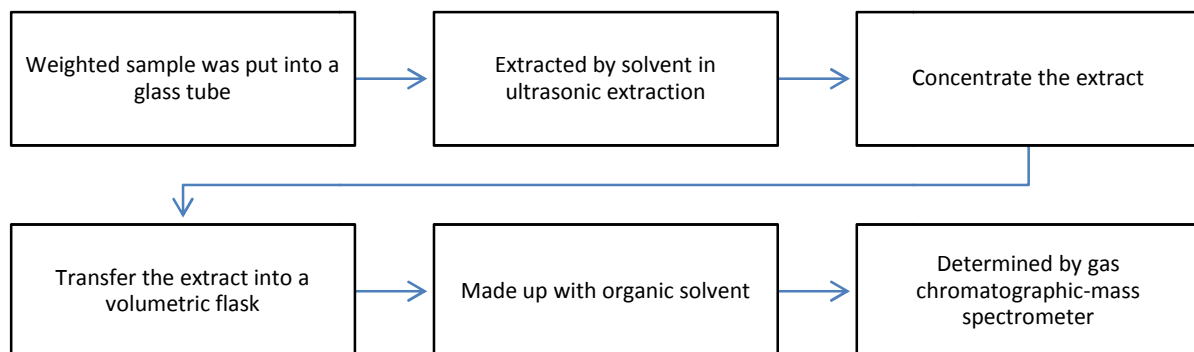 Weighted sample was put into a
glass tube
Extracted by solvent in
ultrasonic extraction
Concentrate the extract
Transfer the extract into a
volumetric flask
Made up with organic solvent
Determined by gas
chromatographic-mass
spectrometer